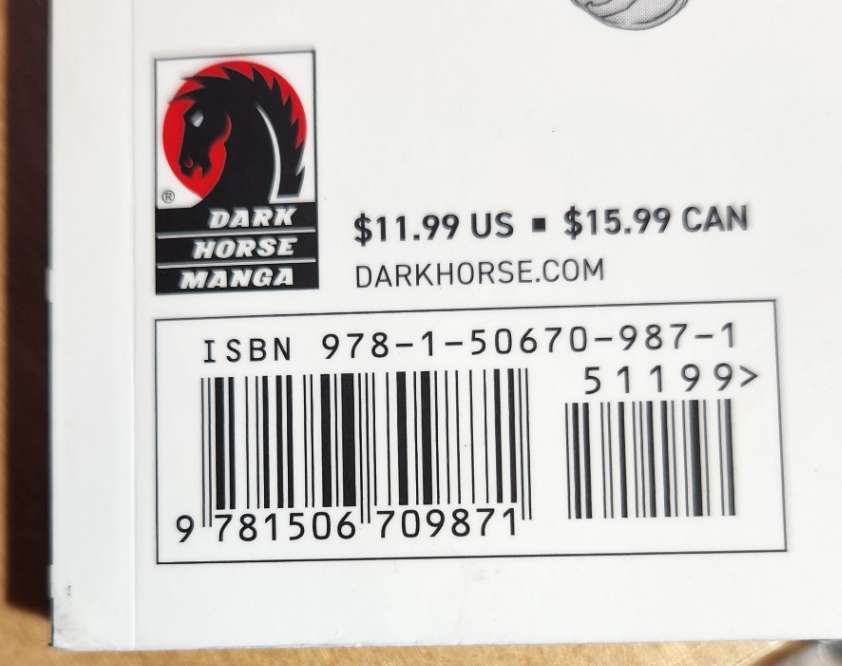 ®
DARK
HORSE
MANGA
$11.99 US ▪ $15.99 CAN
DARKHORSE.COM
ISBN 978-1-50670-987-1
51199>
9 781506 709871